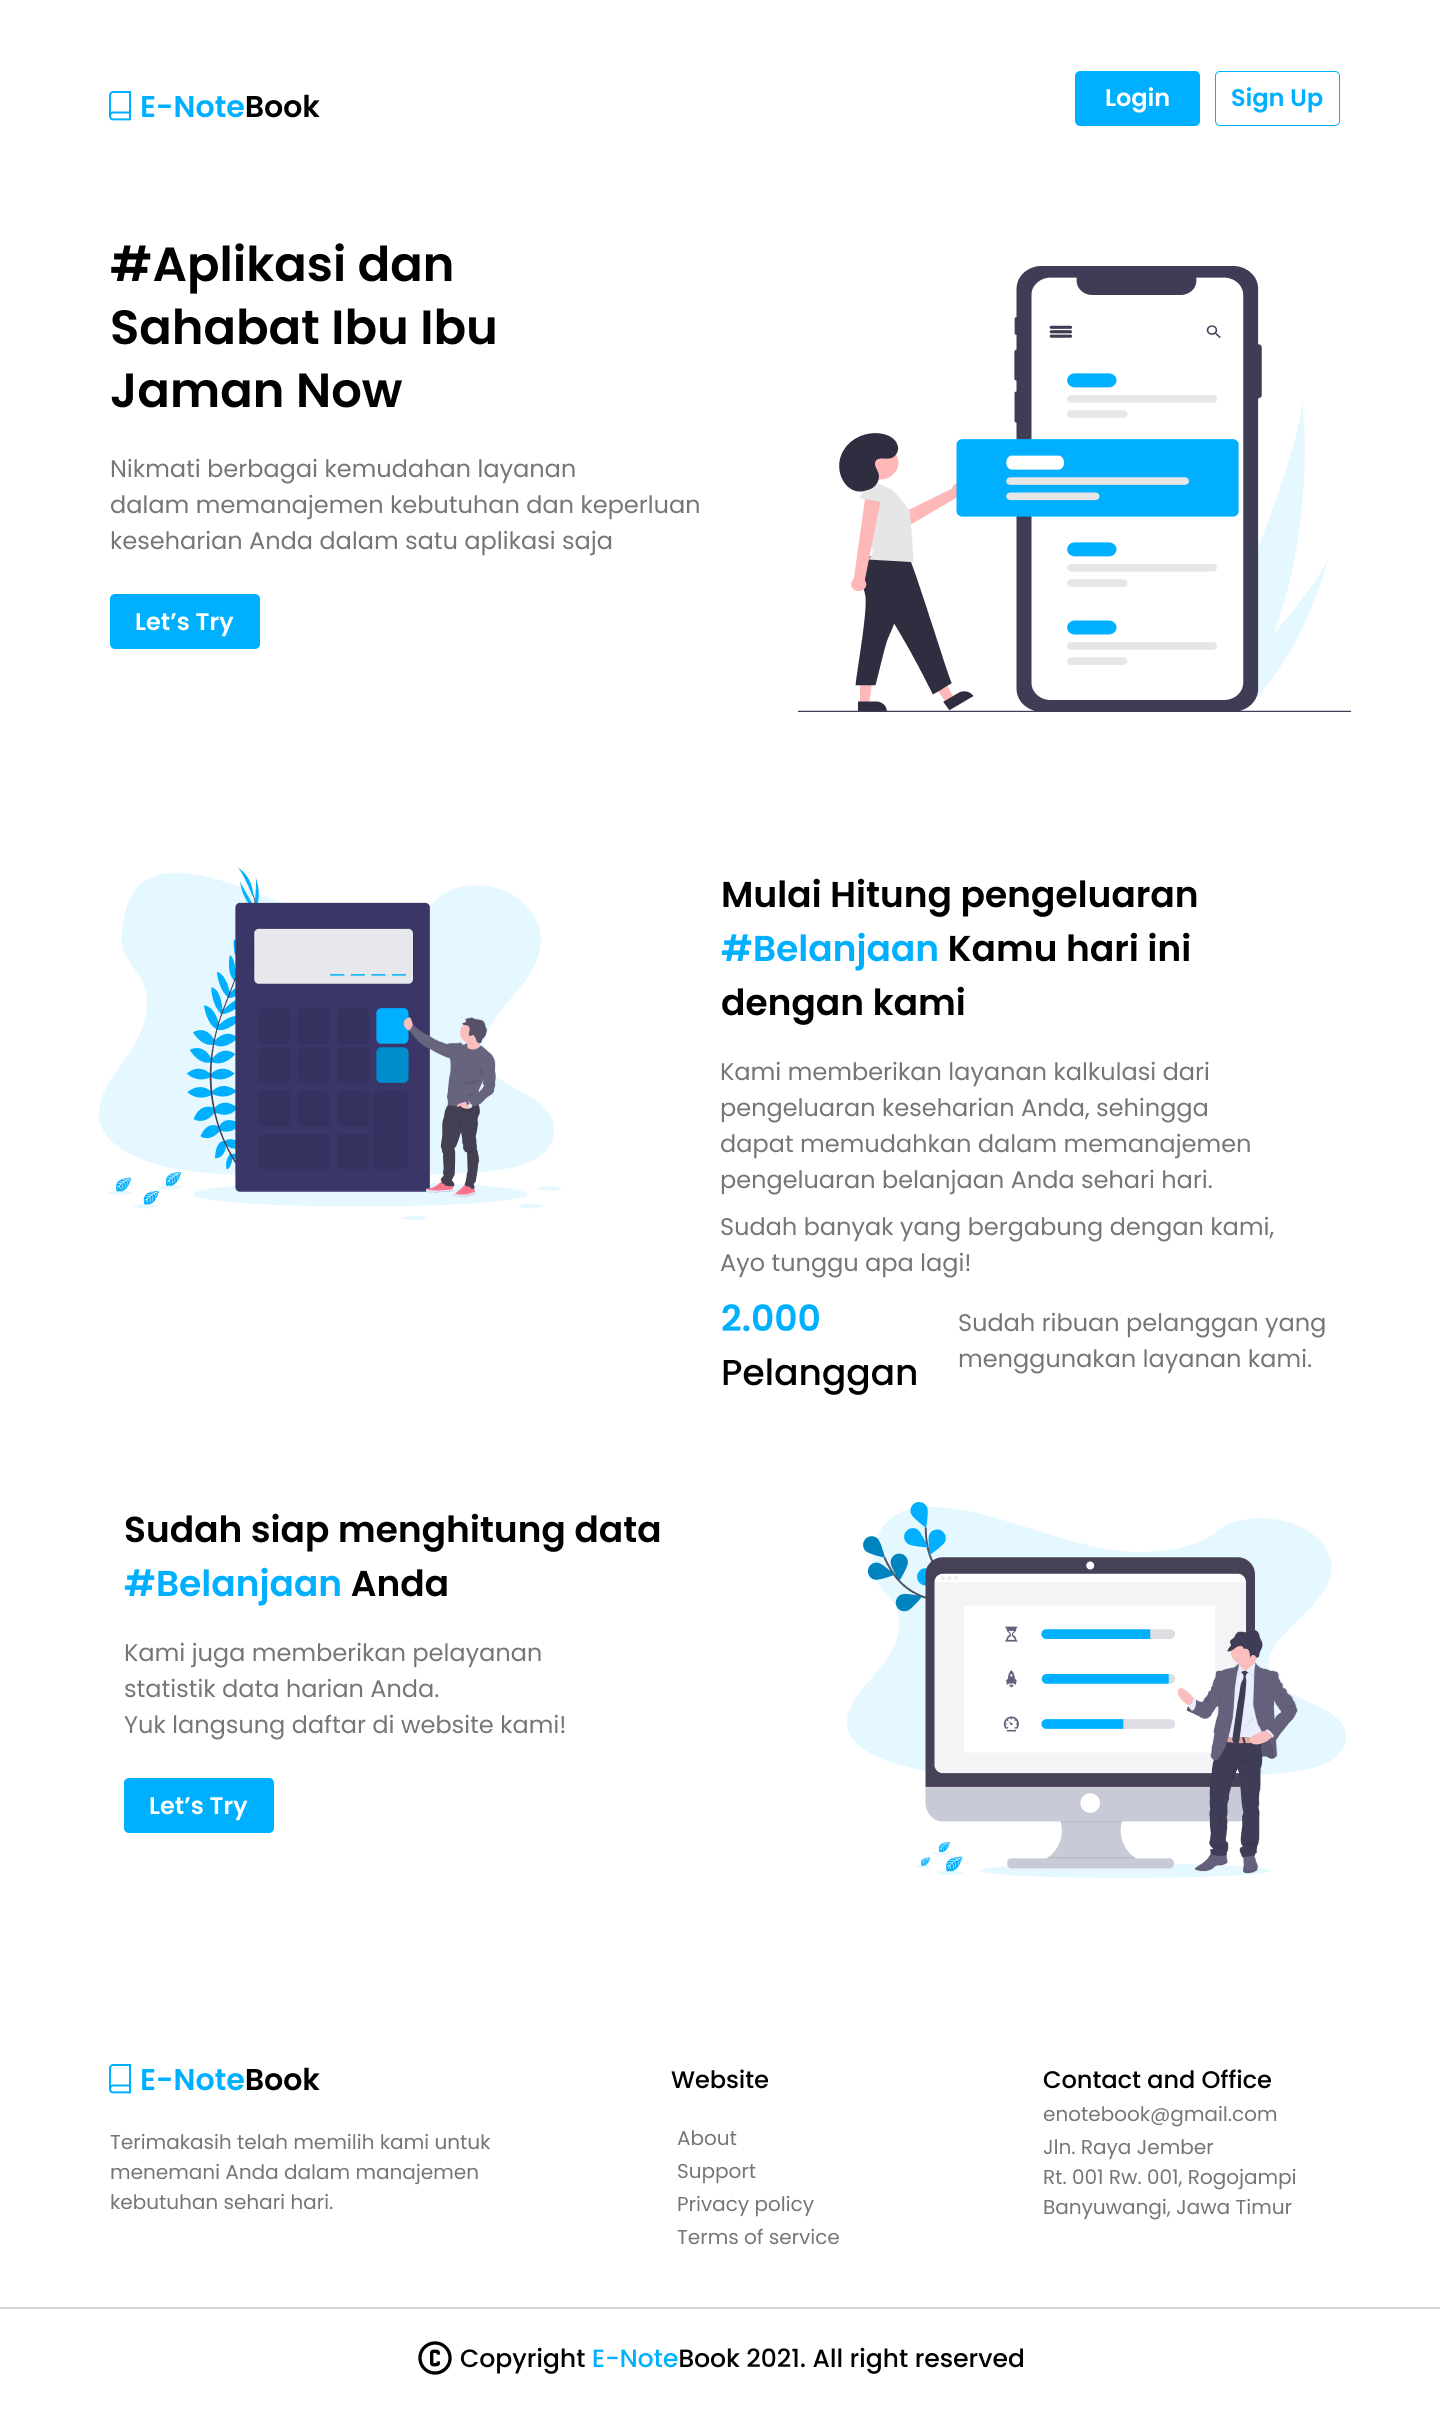 E-NoteBook
Login
Sign Up
#Aplikasi dan
Sahabat Ibu Ibu
Jaman Now
Nikmati berbagai kemudahan layanan
dalam memanajemen kebutuhan dan keperluan
keseharian Anda dalam satu aplikasi saja
Let’s Try
Mulai Hitung pengeluaran
#Belanjaan Kamu hari ini
dengan kami
Kami memberikan layanan kalkulasi dari
pengeluaran keseharian Anda, sehingga
dapat memudahkan dalam memanajemen
pengeluaran belanjaan Anda sehari hari.
Sudah banyak yang bergabung dengan kami,
Ayo tunggu apa lagi!
2.000
Pelanggan
Sudah ribuan pelanggan yang
menggunakan layanan kami.
Sudah siap menghitung data
#Belanjaan Anda
Kami juga memberikan pelayanan
statistik data harian Anda.
Yuk langsung daftar di website kami!
Let’s Try
E-NoteBook
Terimakasih telah memilih kami untuk
menemani Anda dalam manajemen
kebutuhan sehari hari.
Website
About
Support
Privacy policy
Terms of service
Contact and Office
enotebook@gmail.com
Jln. Raya Jember
Rt. 001 Rw. 001, Rogojampi
Banyuwangi, Jawa Timur
© Copyright E-NoteBook 2021. All right reserved